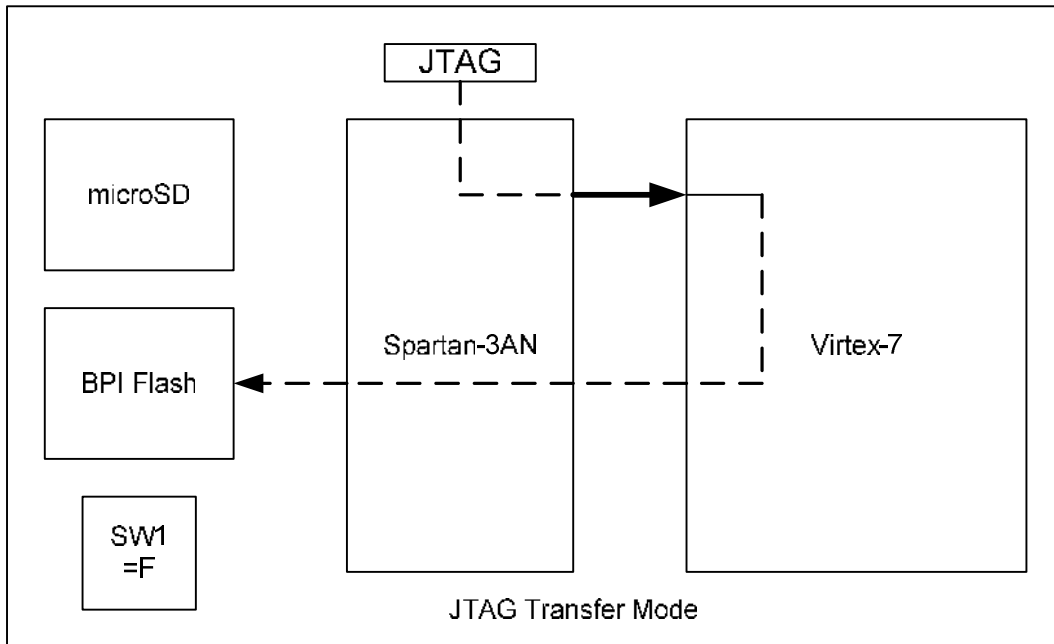 JTAG
microSD
Spartan-3AN
Virtex-7
BPI Flash
SW1
=F
JTAG Transfer Mode